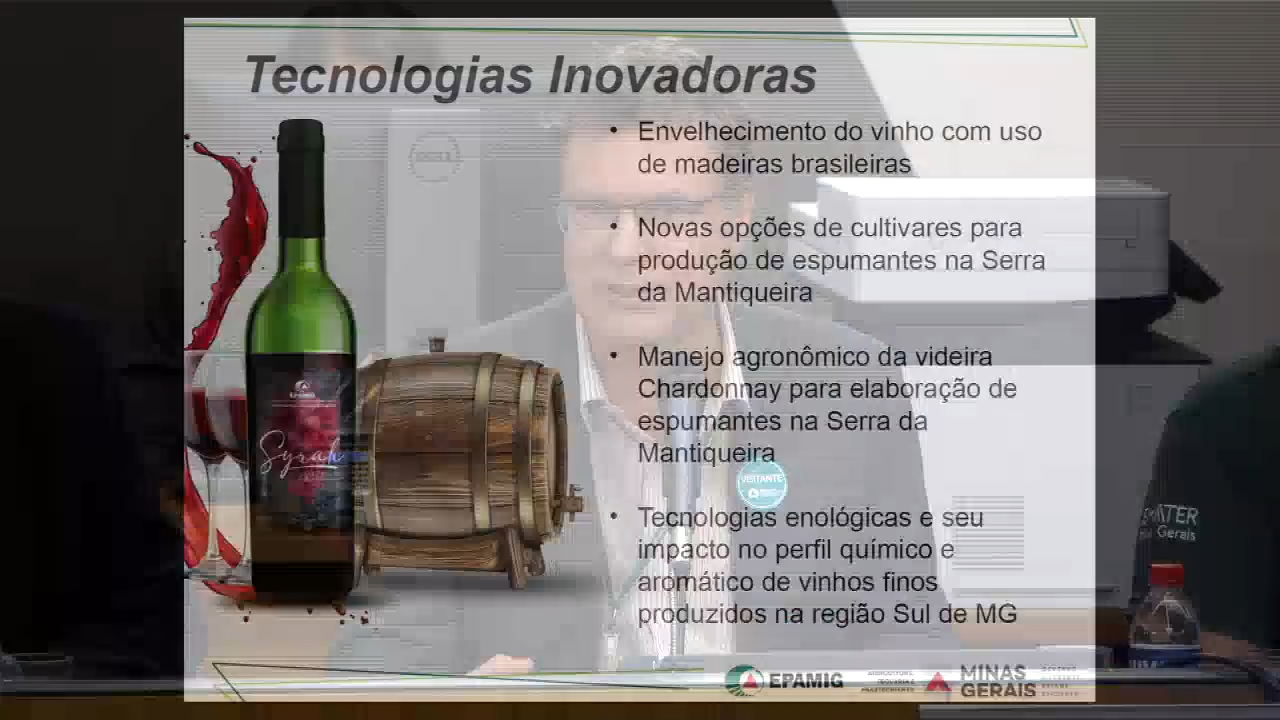 Tecnologias Inovadoras
• Envelhecimento do vinho com uso
de madeiras brasileiras
• Novas opções de cultivares para
produção de espumantes na Serra
da Mantiqueira
• Manejo agronômico da videira
Chardonnay para elaboração de
espumantes na Serra da
Mantiqueira
• Tecnologias enológicas e seu
impacto no perfil químico e
aromático de vinhos finos
produzidos na região Sul de MG
EPAMIG
Syrah
VISITANTE
Gerais
EPAMIG
MINAS
GERAIS